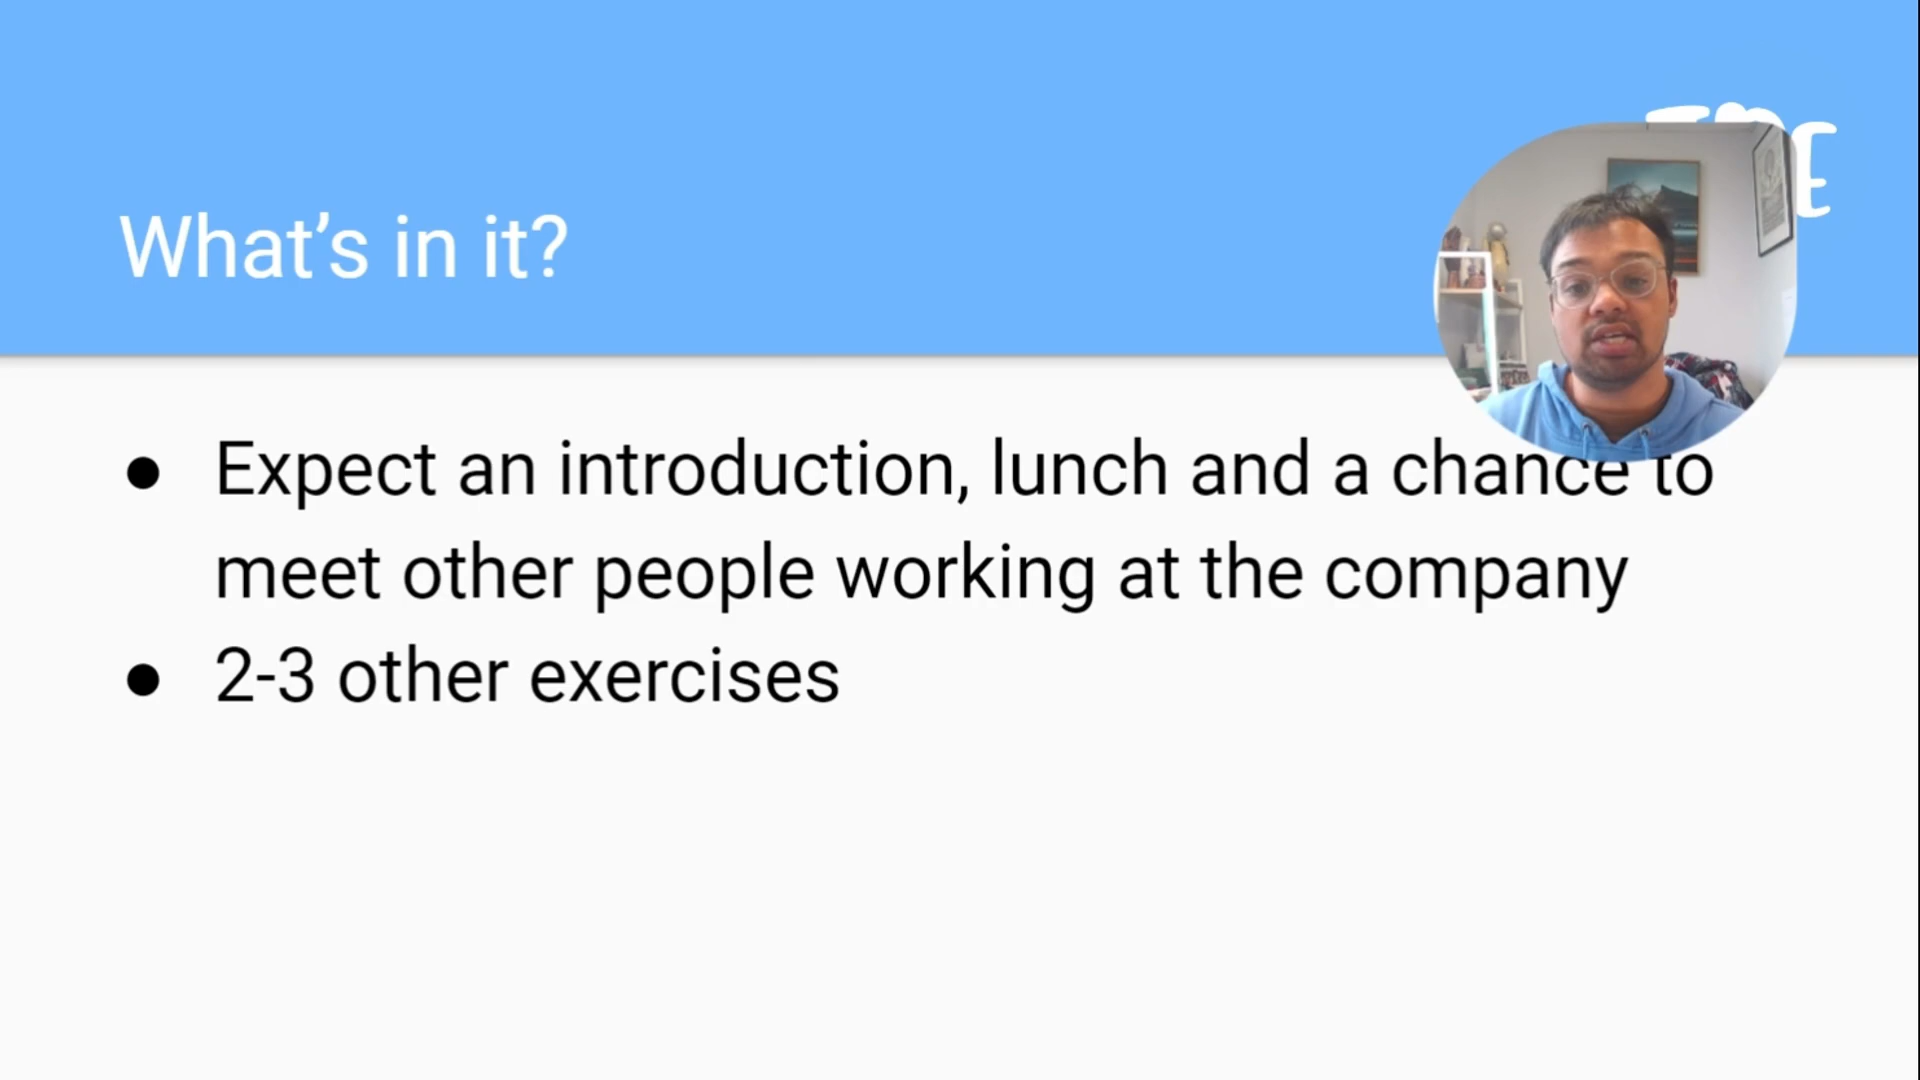 What's in it?
● Expect an introduction, lunch and a chance to
meet other people working at the company
● 2-3 other exercises